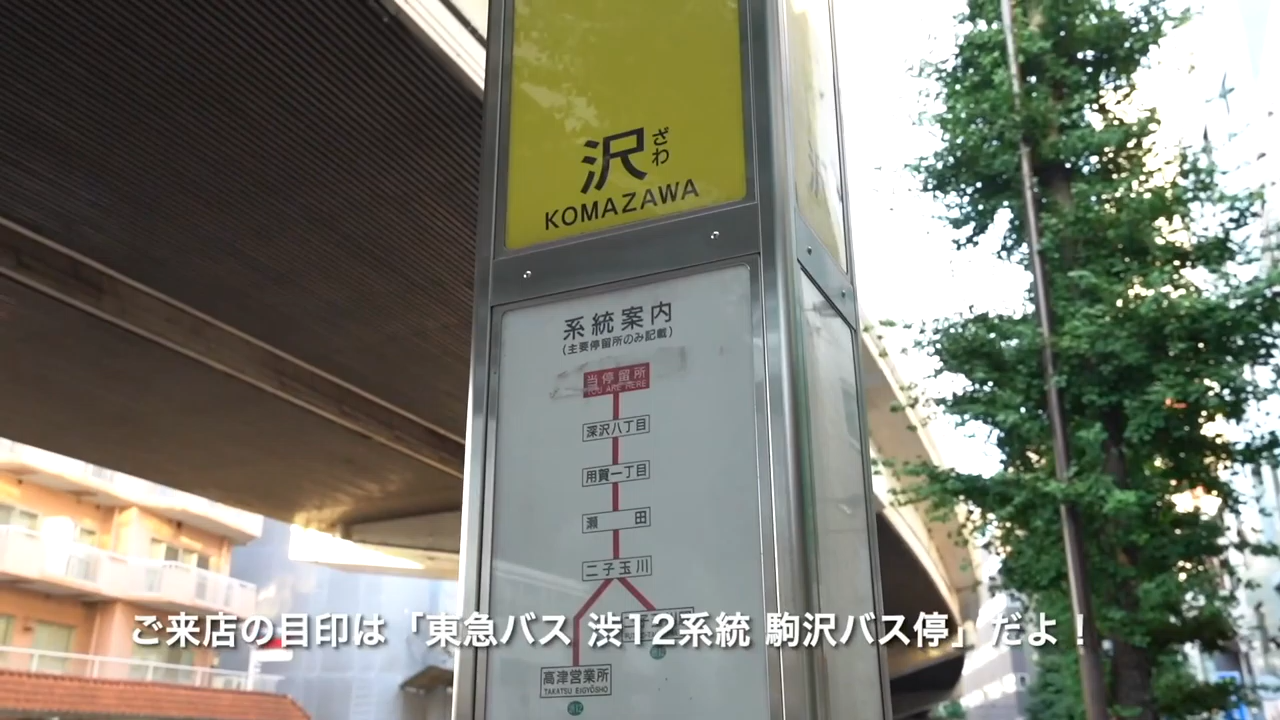 沢
ざわ
KOMAZAWA
系統案内
(主要停留所のみ記載)
当停留所
YOU ARE HERE
深沢八丁目
用賀一丁目
瀬田
二子玉川
ご来店の目印は「東急バス 渋12系統 駒沢バス停」だよ！
高津営業所
TAKATSU EIGYŌSHO